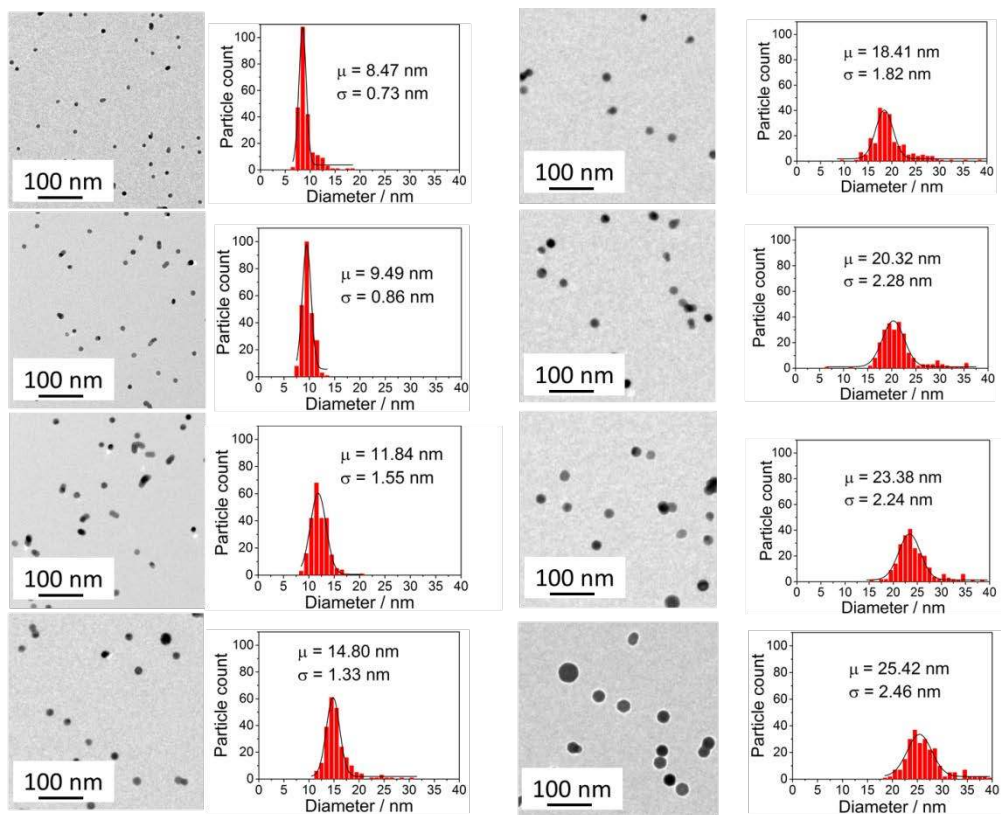 100 nm
Particle count
100
80
60
40
20
0
μ = 8.47 nm
σ = 0.73 nm
0 5 10 15 20 25 30 35 40
Diameter / nm
100 nm
Particle count
100
80
60
40
20
0
μ = 18.41 nm
σ = 1.82 nm
0 5 10 15 20 25 30 35 40
Diameter / nm
100 nm
Particle count
100
80
60
40
20
0
μ = 9.49 nm
σ = 0.86 nm
0 5 10 15 20 25 30 35 40
Diameter / nm
100 nm
Particle count
100
80
60
40
20
0
μ = 20.32 nm
σ = 2.28 nm
0 5 10 15 20 25 30 35 40
Diameter / nm
100 nm
Particle count
100
80
60
40
20
0
μ = 11.84 nm
σ = 1.55 nm
0 5 10 15 20 25 30 35 40
Diameter / nm
100 nm
Particle count
100
80
60
40
20
0
μ = 23.38 nm
σ = 2.24 nm
0 5 10 15 20 25 30 35 40
Diameter / nm
100 nm
Particle count
100
80
60
40
20
0
μ = 14.80 nm
σ = 1.33 nm
0 5 10 15 20 25 30 35 40
Diameter / nm
100 nm
Particle count
100
80
60
40
20
0
μ = 25.42 nm
σ = 2.46 nm
0 5 10 15 20 25 30 35 40
Diameter / nm